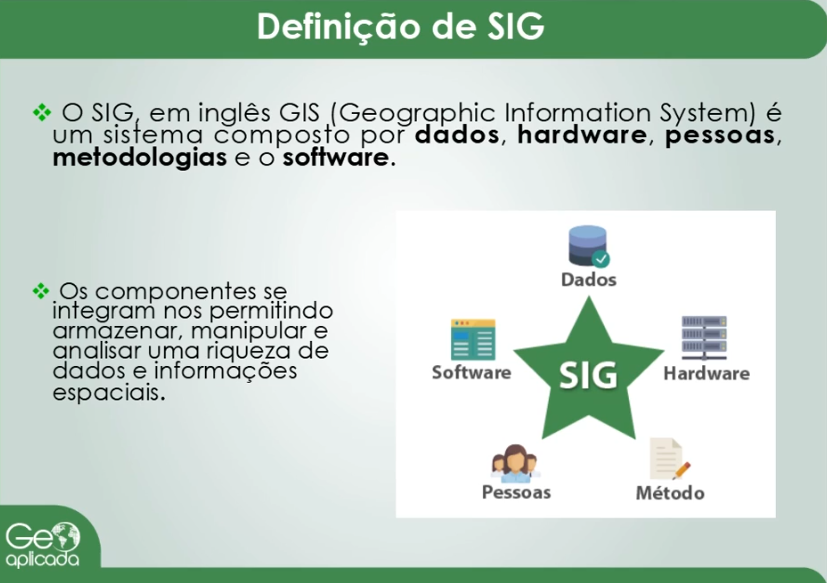 Definição de SIG
O SIG, em inglês GIS (Geographic Information System) é
um sistema composto por dados, hardware, pessoas,
metodologias e o software.
Os componentes se
integram nos permitindo
armazenar, manipular e
analisar uma riqueza de
dados e informações
espaciais.
Dados
Software
SIG
Hardware
Pessoas
Método
Geo
aplicada